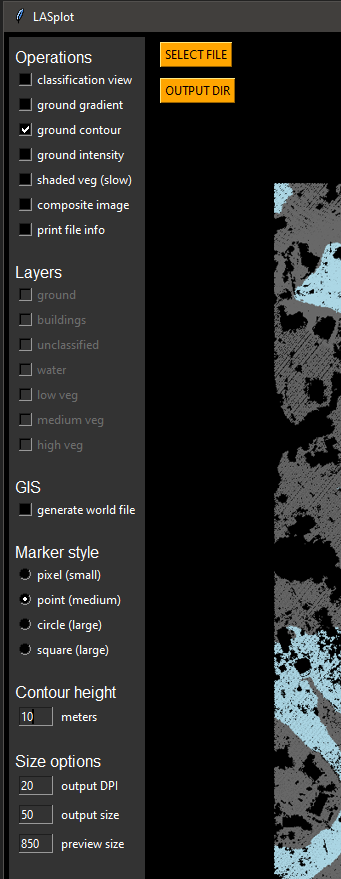 LASplot
SELECT FILE
OUTPUT DIR
Operations
classification view
ground gradient
ground contour
ground intensity
shaded veg (slow)
composite image
print file info
Layers
ground
buildings
unclassified
water
low veg
medium veg
high veg
GIS
generate world file
Marker style
pixel (small)
point (medium)
circle (large)
square (large)
Contour height
10 meters
Size options
20 output DPI
50 output size
850 preview size